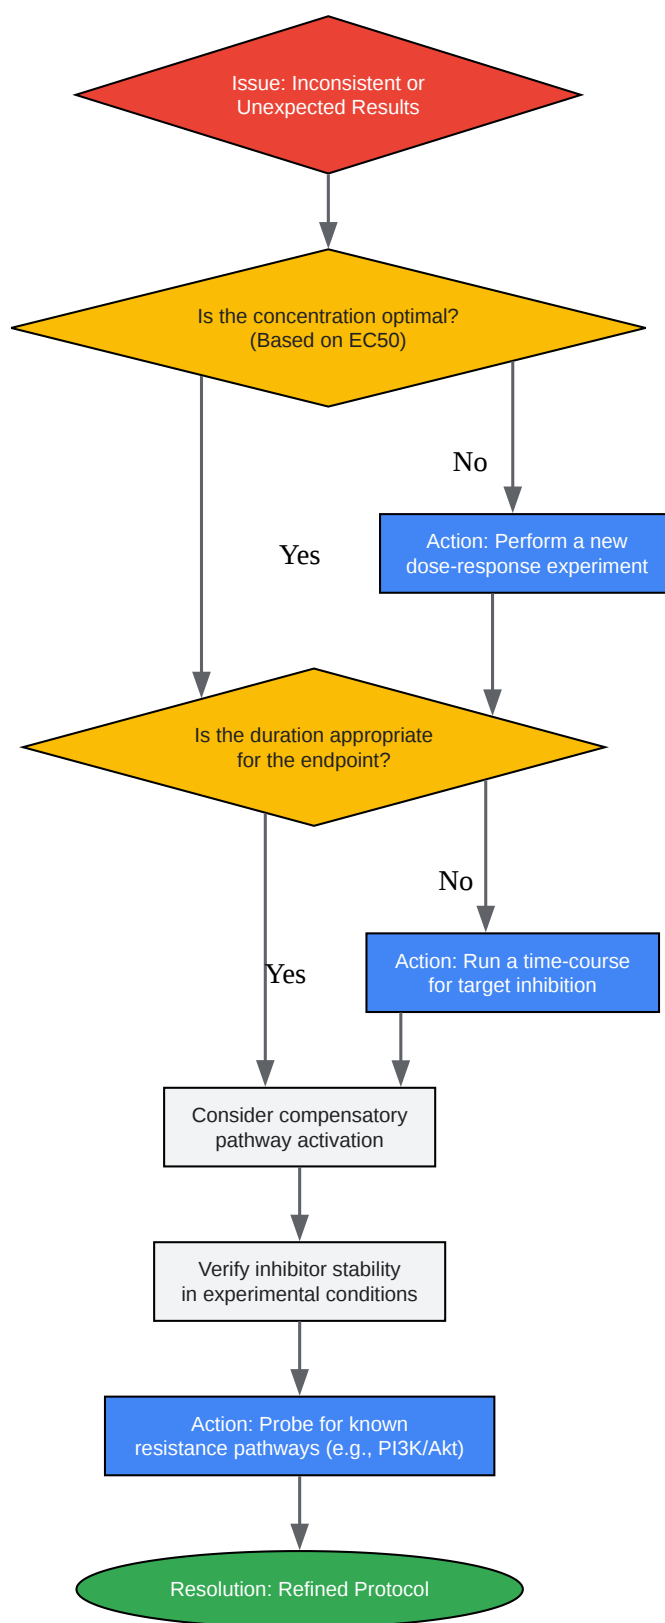 Issue: Inconsistent or
Unexpected Results
Is the concentration optimal?
(Based on EC50)
No
Action: Perform a new
dose-response experiment
Yes
Is the duration appropriate
for the endpoint?
No
Action: Run a time-course
for target inhibition
Yes
Consider compensatory
pathway activation
Verify inhibitor stability
in experimental conditions
Action: Probe for known
resistance pathways (e.g., PI3K/Akt)
Resolution: Refined Protocol